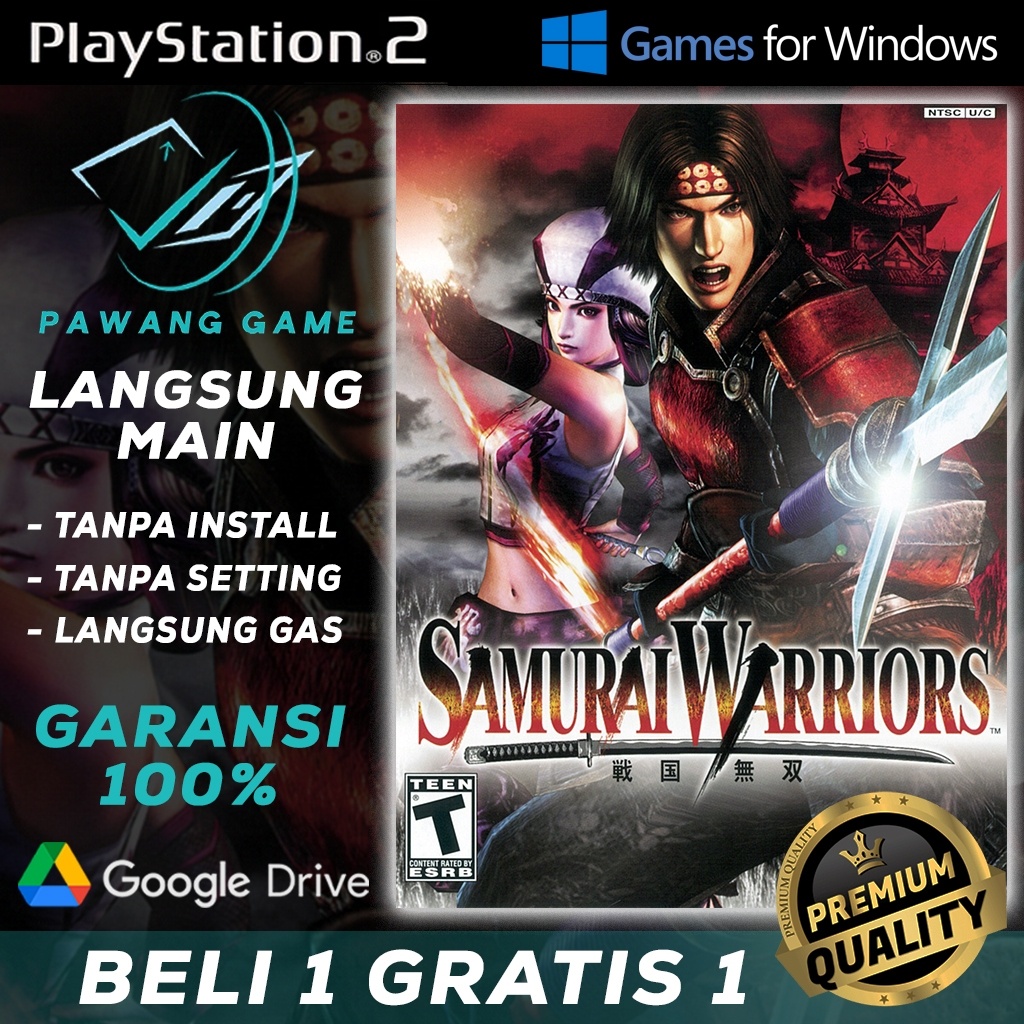 PlayStation®2
Games for Windows
NTSC U/C
PAWANG GAME
LANGSUNG
MAIN
- TANPA INSTALL
- TANPA SETTING
- LANGSUNG GAS
GARANSI
100%
Google Drive
SAMURAI WARRIORS™
戦国無双
TEEN
T
CONTENT RATED BY
ESRB
PREMIUM QUALITY
PREMIUM
QUALITY
BELI 1 GRATIS 1